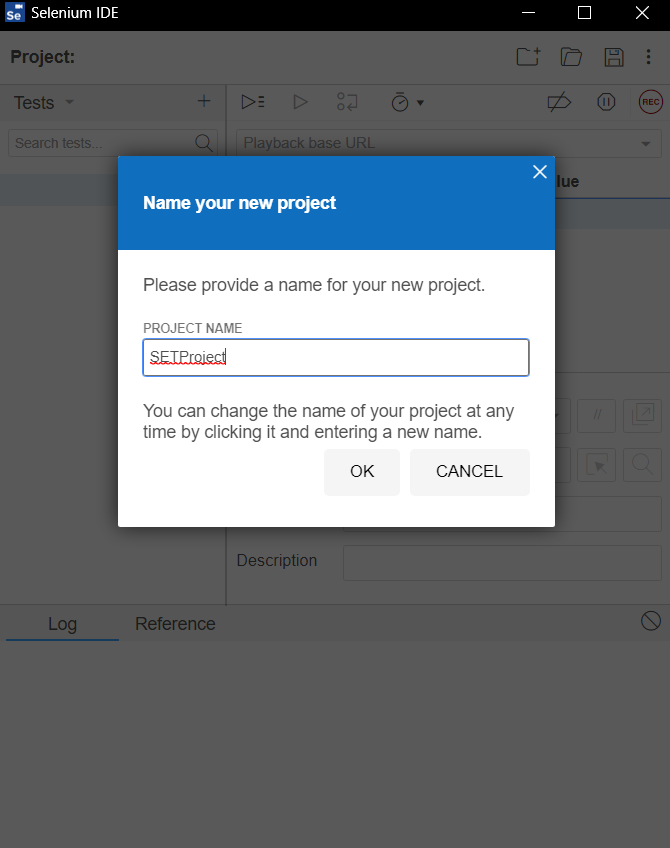 Se Selenium IDE
Project:
Tests
REC
Search tests...
Playback base URL
lue
Name your new project
Please provide a name for your new project.
PROJECT NAME
SETProject
You can change the name of your project at any
time by clicking it and entering a new name.
//
OK
CANCEL
Description
Log
Reference